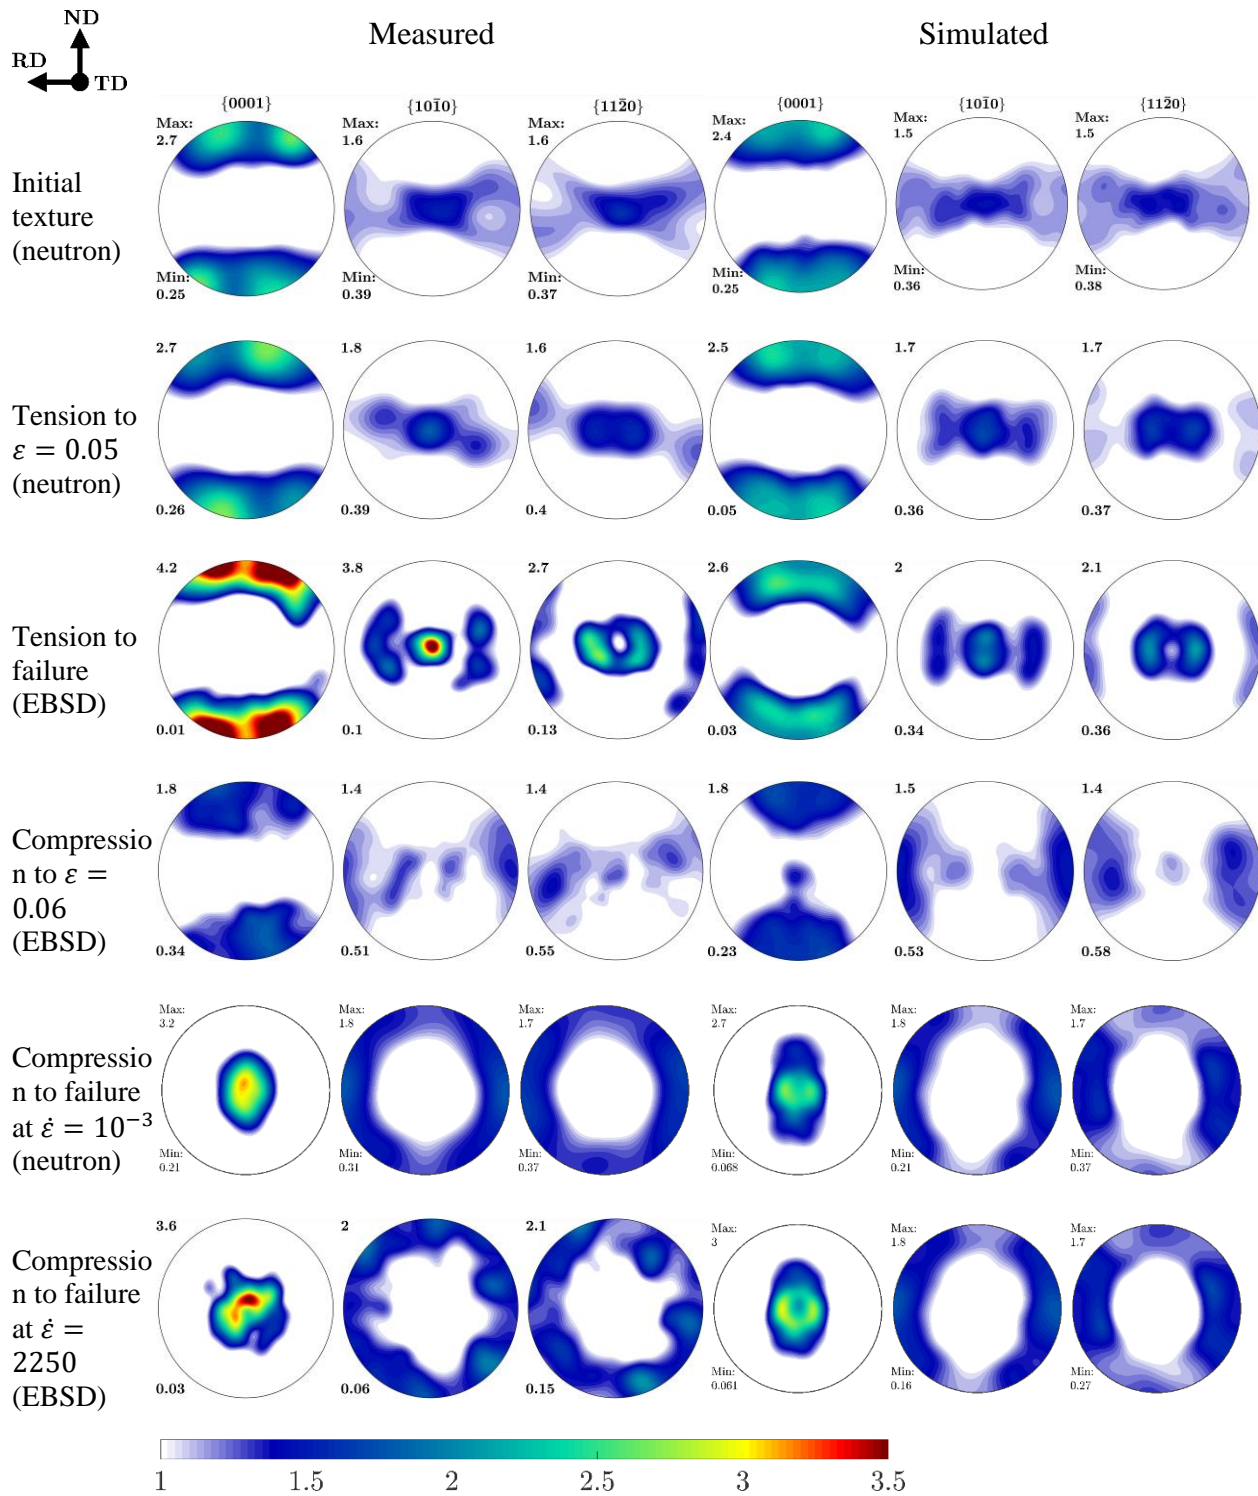 ND
RD
TD
Measured
Simulated
{0001}
{101̄0}
{112̄0}
{0001}
{101̄0}
{112̄0}
Initial
texture
(neutron)
Max:
2.7
Min:
0.25
Max:
1.6
Min:
0.39
Max:
1.6
Min:
0.37
Max:
2.4
Min:
0.25
Max:
1.5
Min:
0.36
Max:
1.5
Min:
0.38
Tension to
ε = 0.05
(neutron)
2.7
0.26
1.8
0.39
1.6
0.4
2.5
0.05
1.7
0.36
1.7
0.37
Tension to
failure
(EBSD)
4.2
0.01
3.8
0.1
2.7
0.13
2.6
0.03
2
0.34
2.1
0.36
Compressio
n to ε =
0.06
(EBSD)
1.8
0.34
1.4
0.51
1.4
0.55
1.8
0.23
1.5
0.53
1.4
0.58
Compressio
n to failure
at ε̇ = 10⁻³
(neutron)
Max:
3.2
Min:
0.21
Max:
1.8
Min:
0.31
Max:
1.7
Min:
0.37
Max:
2.7
Min:
0.068
Max:
1.8
Min:
0.21
Max:
1.7
Min:
0.37
Compressio
n to failure
at ε̇ =
2250
(EBSD)
3.6
0.03
2
0.06
2.1
0.15
Max:
3
Min:
0.061
Max:
1.8
Min:
0.16
Max:
1.7
Min:
0.27
1 1.5 2 2.5 3 3.5